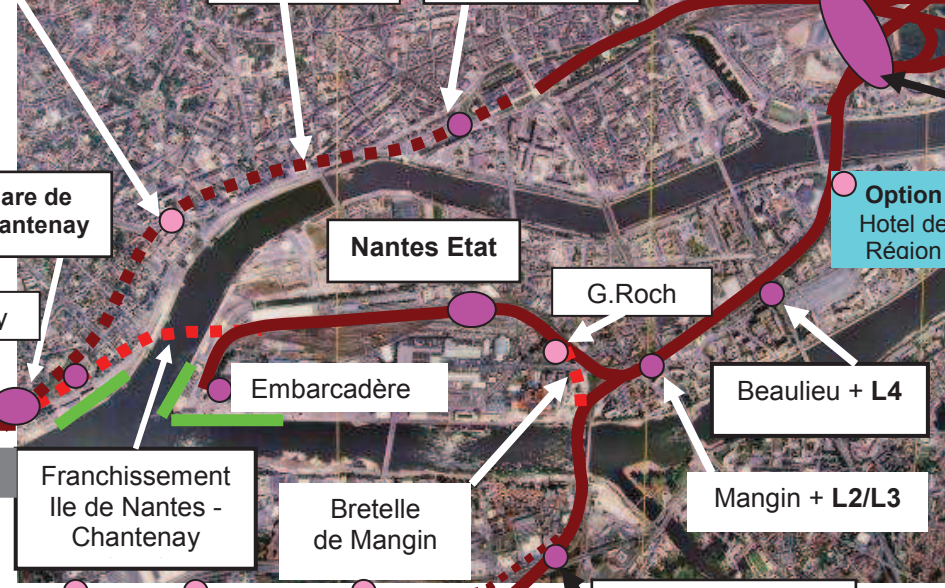 are de
antenay
y
Nantes Etat
G.Roch
Option
Hotel de
Région
Embarcadère
Beaulieu + L4
Mangin + L2/L3
Franchissement
Ile de Nantes -
Chantenay
Bretelle
de Mangin